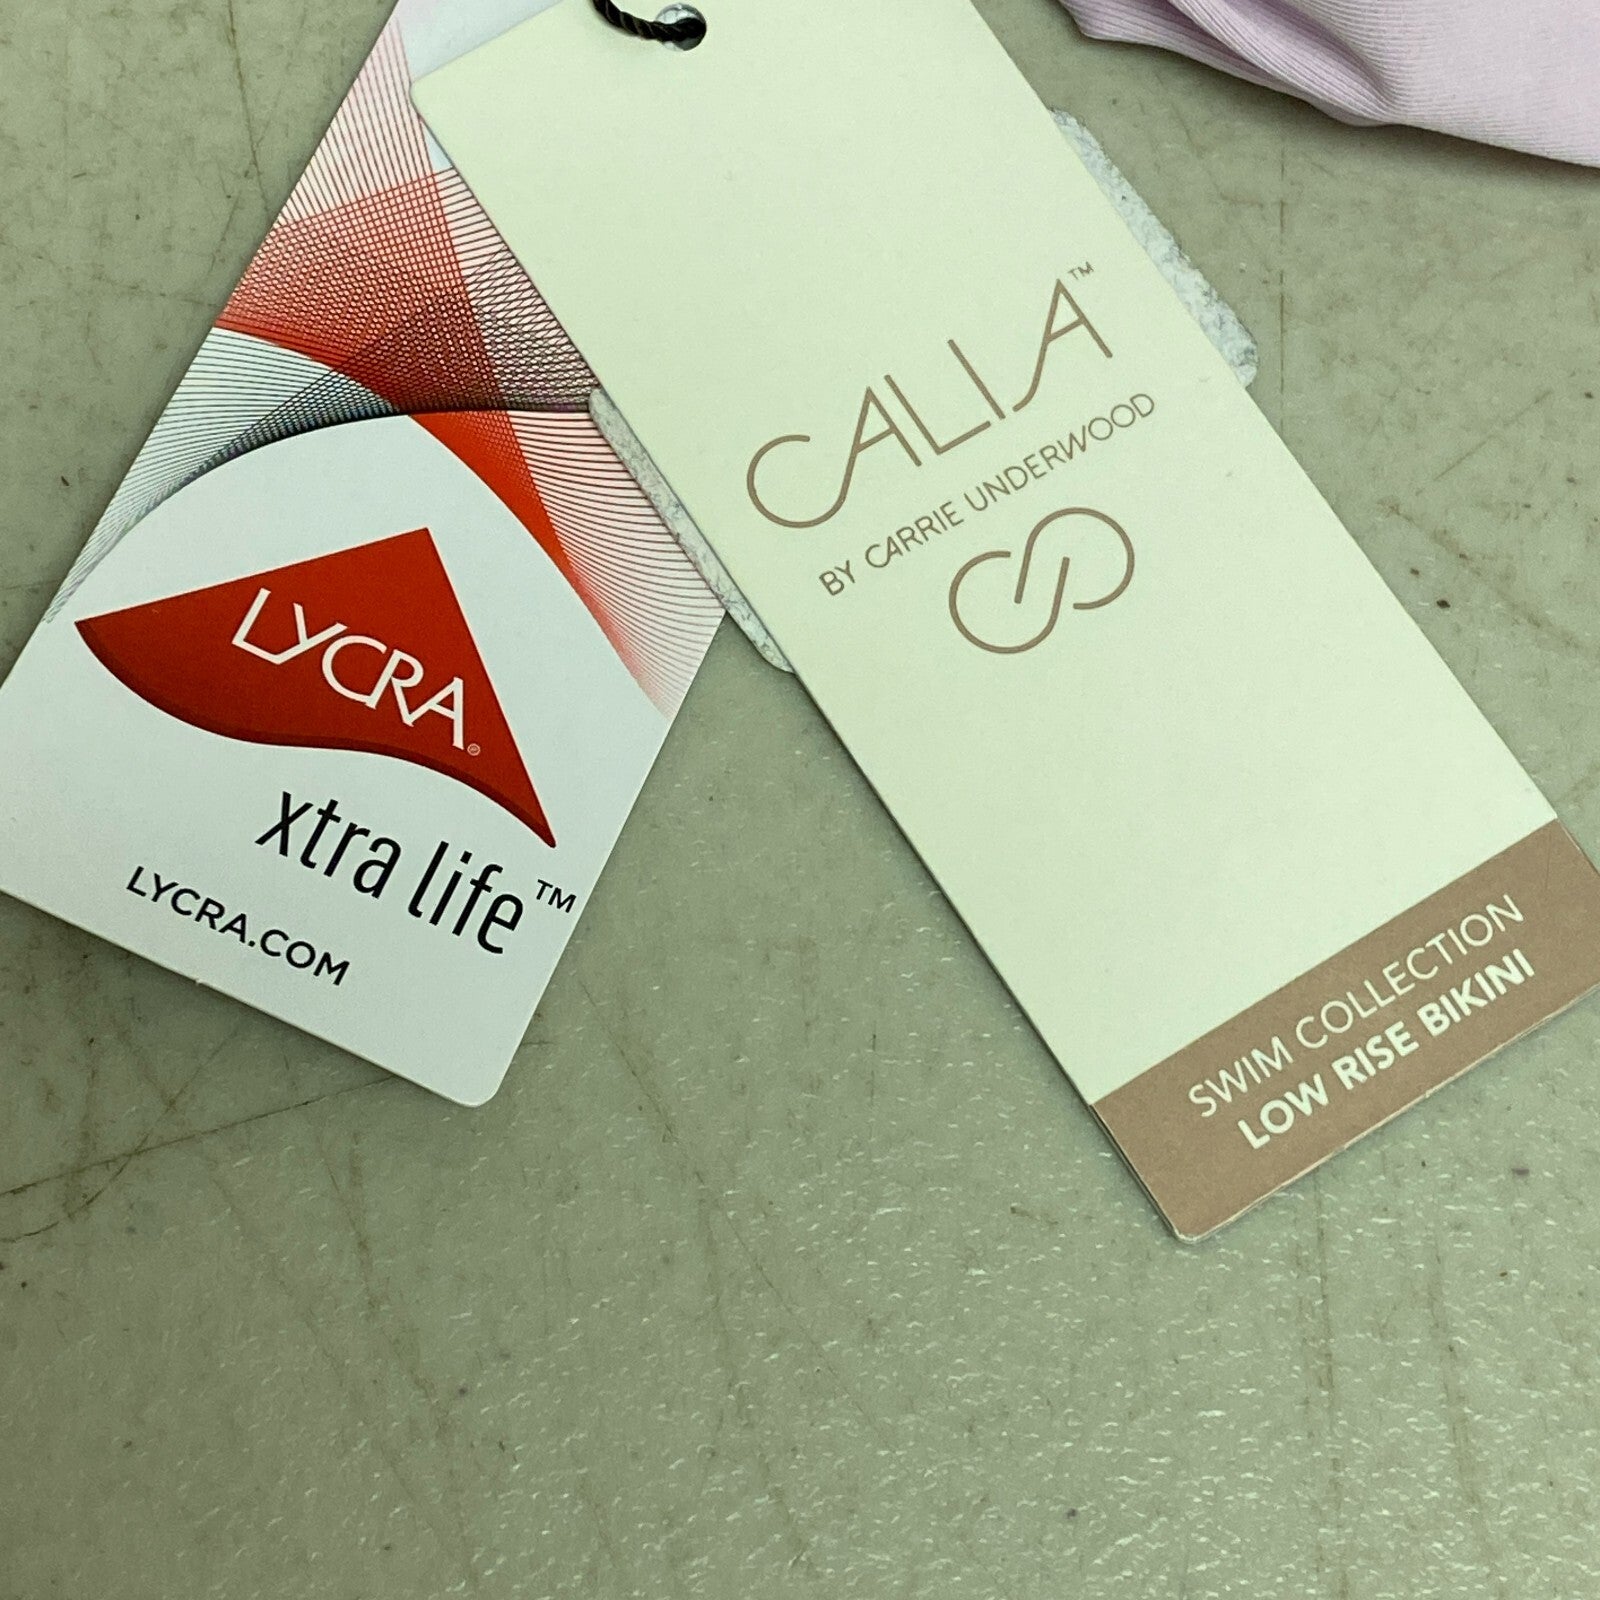 LYCRA®
xtra life™
LYCRA.COM
CALIA™
BY CARRIE UNDERWOOD
SWIM COLLECTION
LOW RISE BIKINI